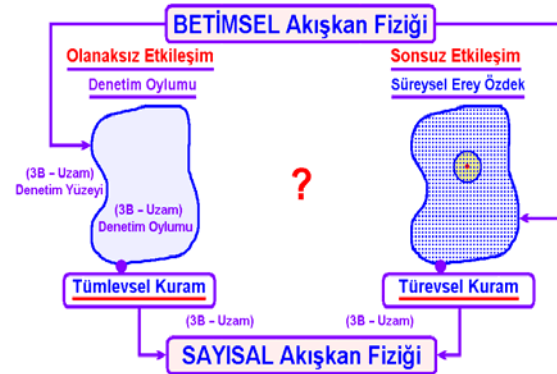 BETİMSEL Akışkan Fiziği
Olanaksız Etkileşim
Denetim Oylumu
Sonsuz Etkileşim
Süreysel Erey Özdek
(3B – Uzam)
Denetim Yüzeyi
(3B – Uzam)
Denetim Oylumu
?
Tümlevsel Kuram
Türevsel Kuram
(3B – Uzam)
(3B – Uzam)
SAYISAL Akışkan Fiziği